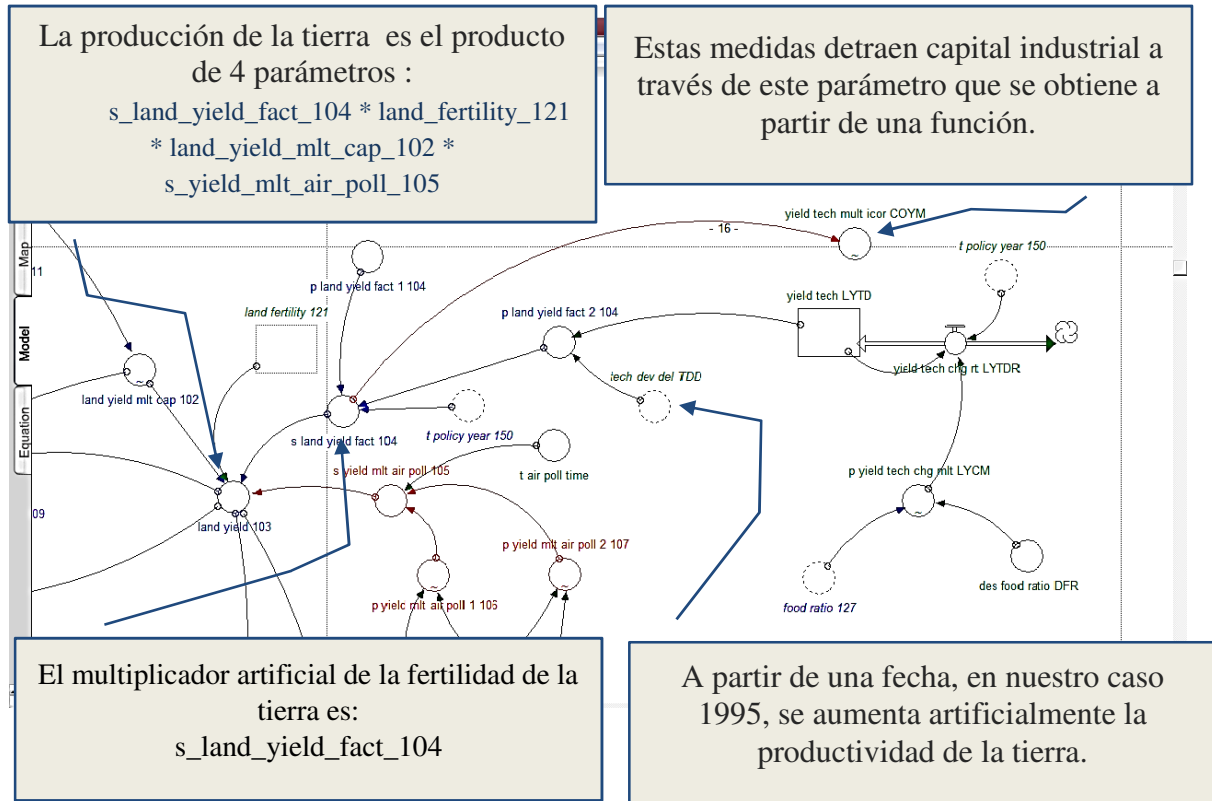 La producción de la tierra es el producto
de 4 parámetros :
s_land_yield_fact_104 * land_fertility_121
* land_yield_mlt_cap_102 *
s_yield_mlt_air_poll_105
Estas medidas detraen capital industrial a
través de este parámetro que se obtiene a
partir de una función.
yield tech mult icor COYM
- 16 -
t policy year 150
Map
11
p land yield fact 1 104
land fertility 121
p land yield fact 2 104
yield tech LYTD
Model
yield tech chg rt LYTDR
tech dev del TDD
land yield mlt cap 102
Equation
s land yield fact 104
t policy year 150
s yield mlt air poll 105
t air poll time
p yield tech chg mlt LYCM
09
land yield 103
p yield mlt air poll 2 107
p yield mlt air poll 1 106
food ratio 127
des food ratio DFR
El multiplicador artificial de la fertilidad de la
tierra es:
s_land_yield_fact_104
A partir de una fecha, en nuestro caso
1995, se aumenta artificialmente la
productividad de la tierra.